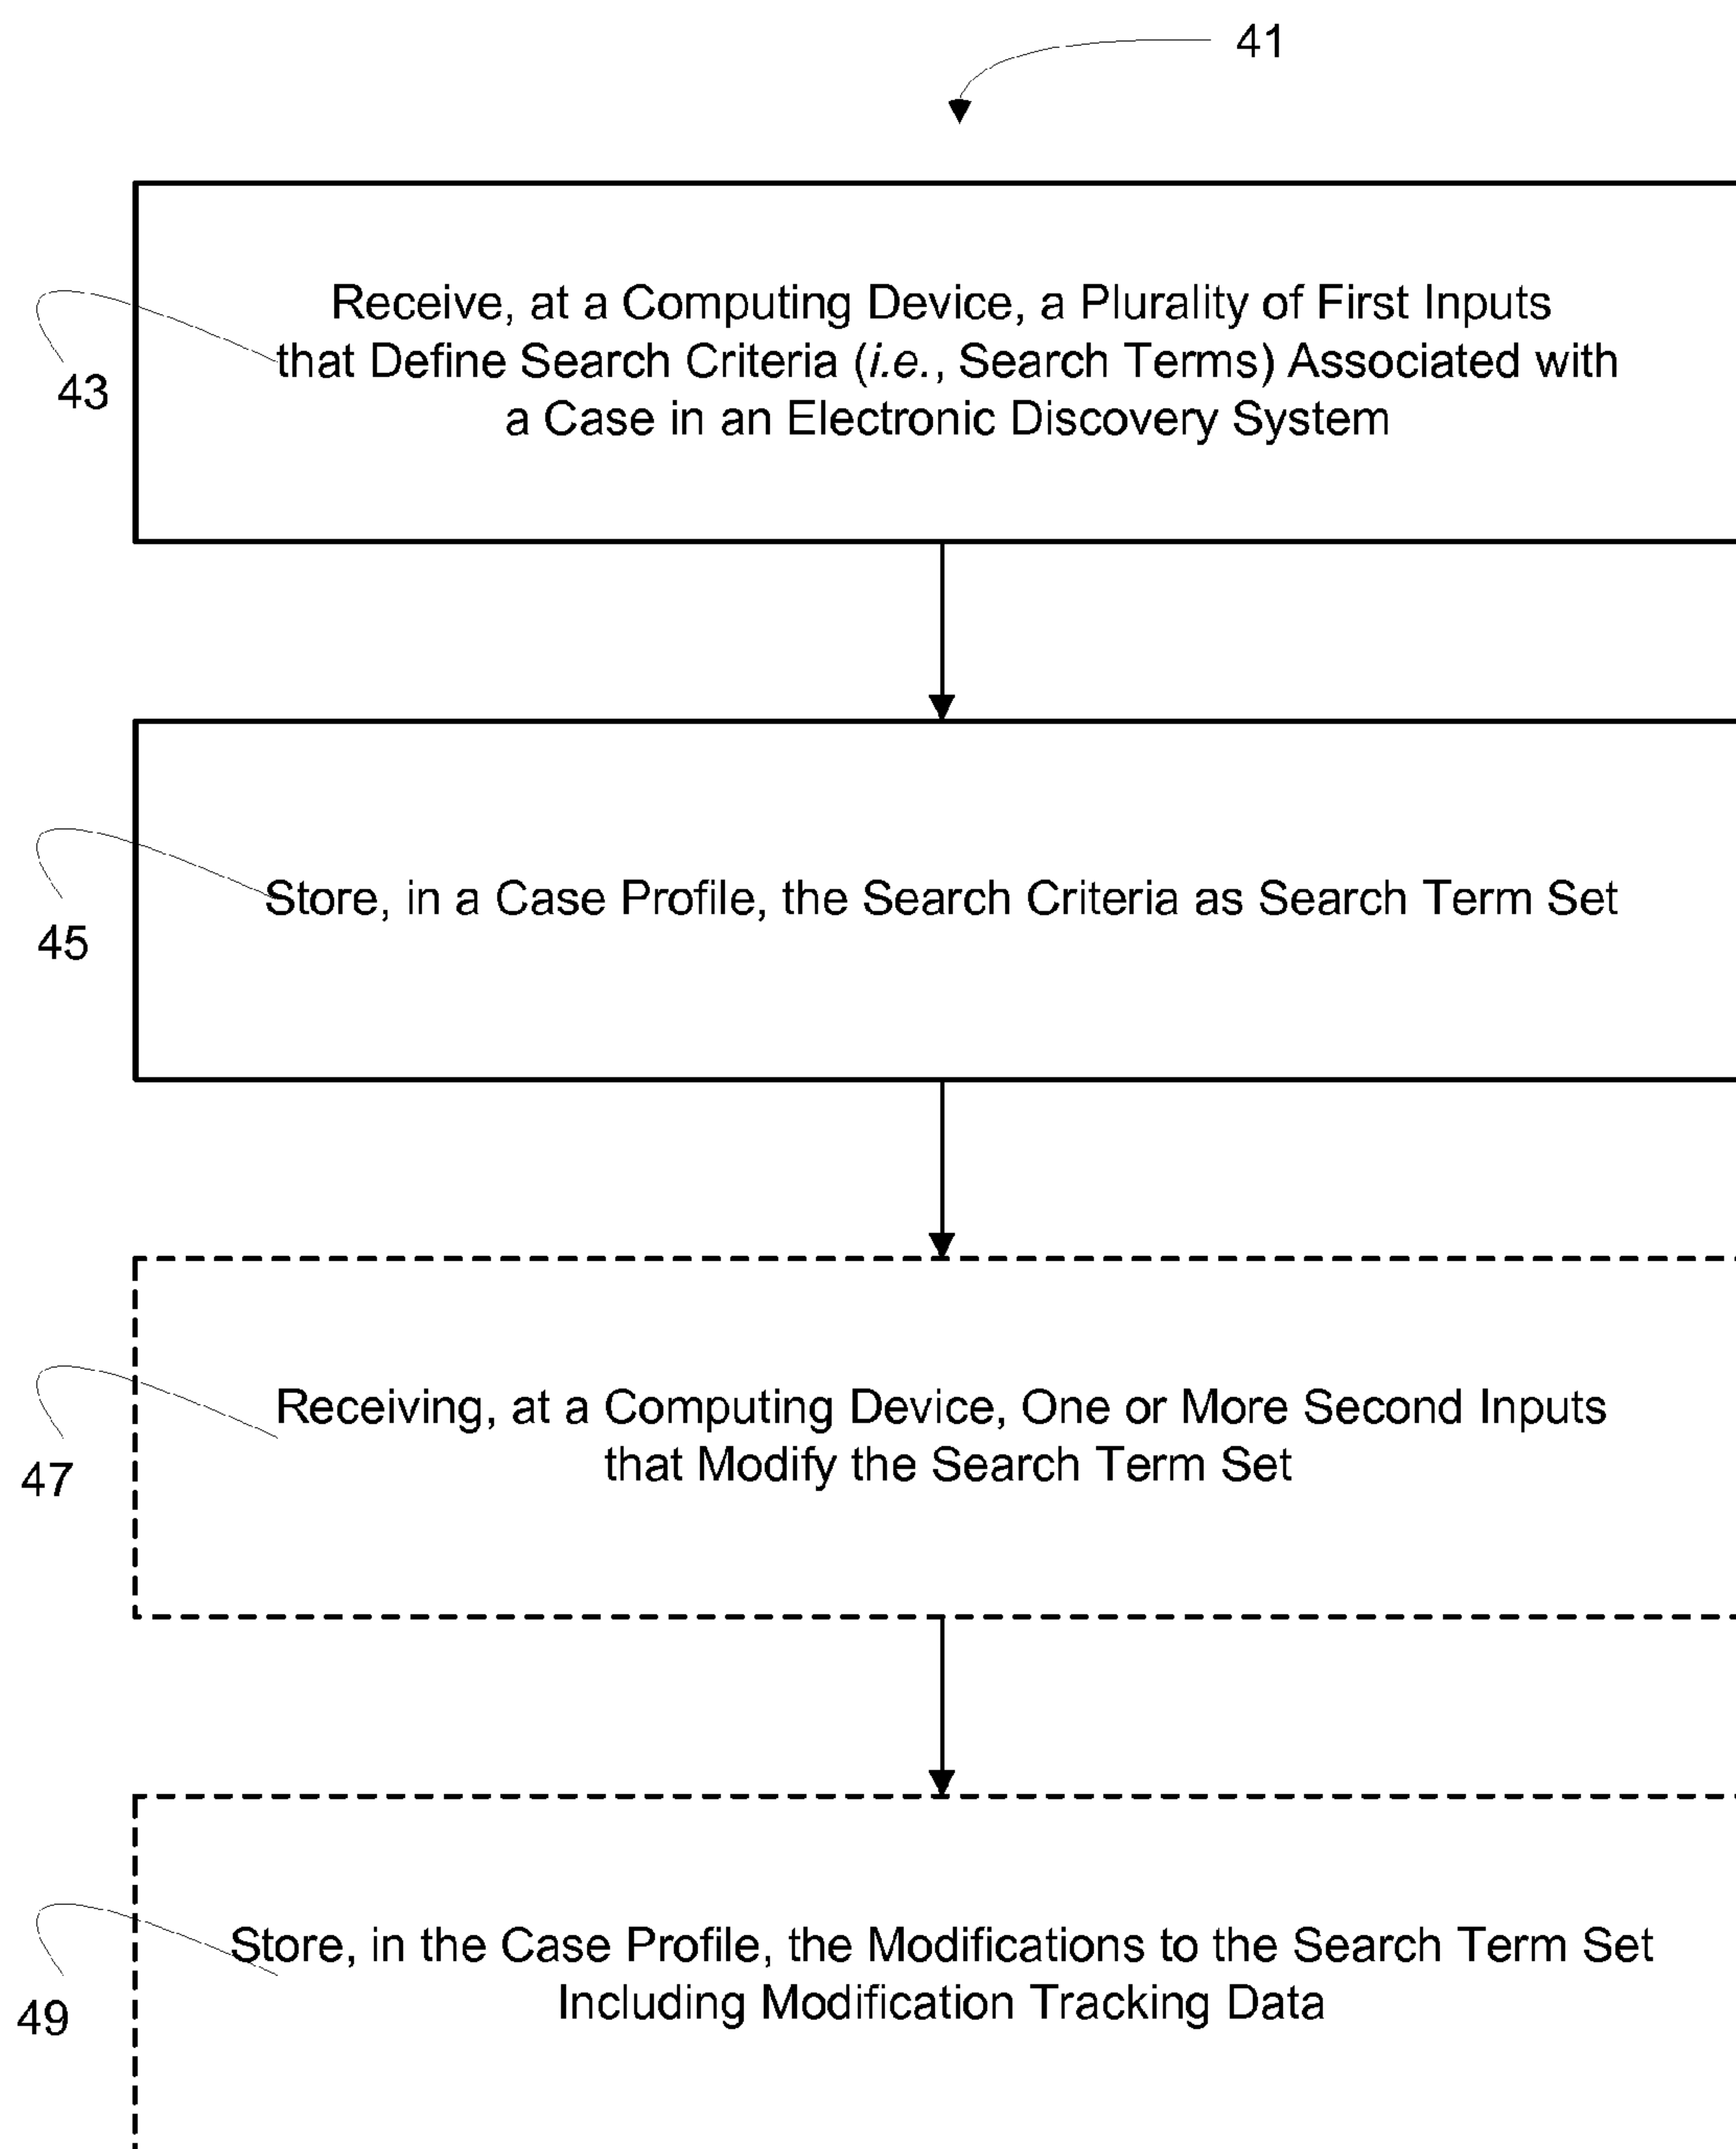 41
Receive, at a Computing Device, a Plurality of First Inputs
that Define Search Criteria (i.e., Search Terms) Associated with
a Case in an Electronic Discovery System
43
Store, in a Case Profile, the Search Criteria as Search Term Set
45
Receiving, at a Computing Device, One or More Second Inputs
that Modify the Search Term Set
47
Store, in the Case Profile, the Modifications to the Search Term Set
Including Modification Tracking Data
49